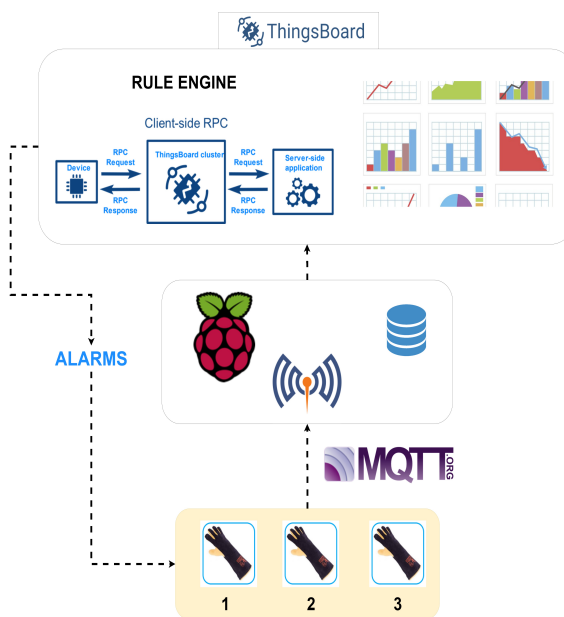 ThingsBoard
RULE ENGINE
Client-side RPC
Device
RPC
Request
RPC
Response
ThingsBoard cluster
RPC
Request
RPC
Response
Server-side
application
ALARMS
MQTT
.ORG
1
2
3